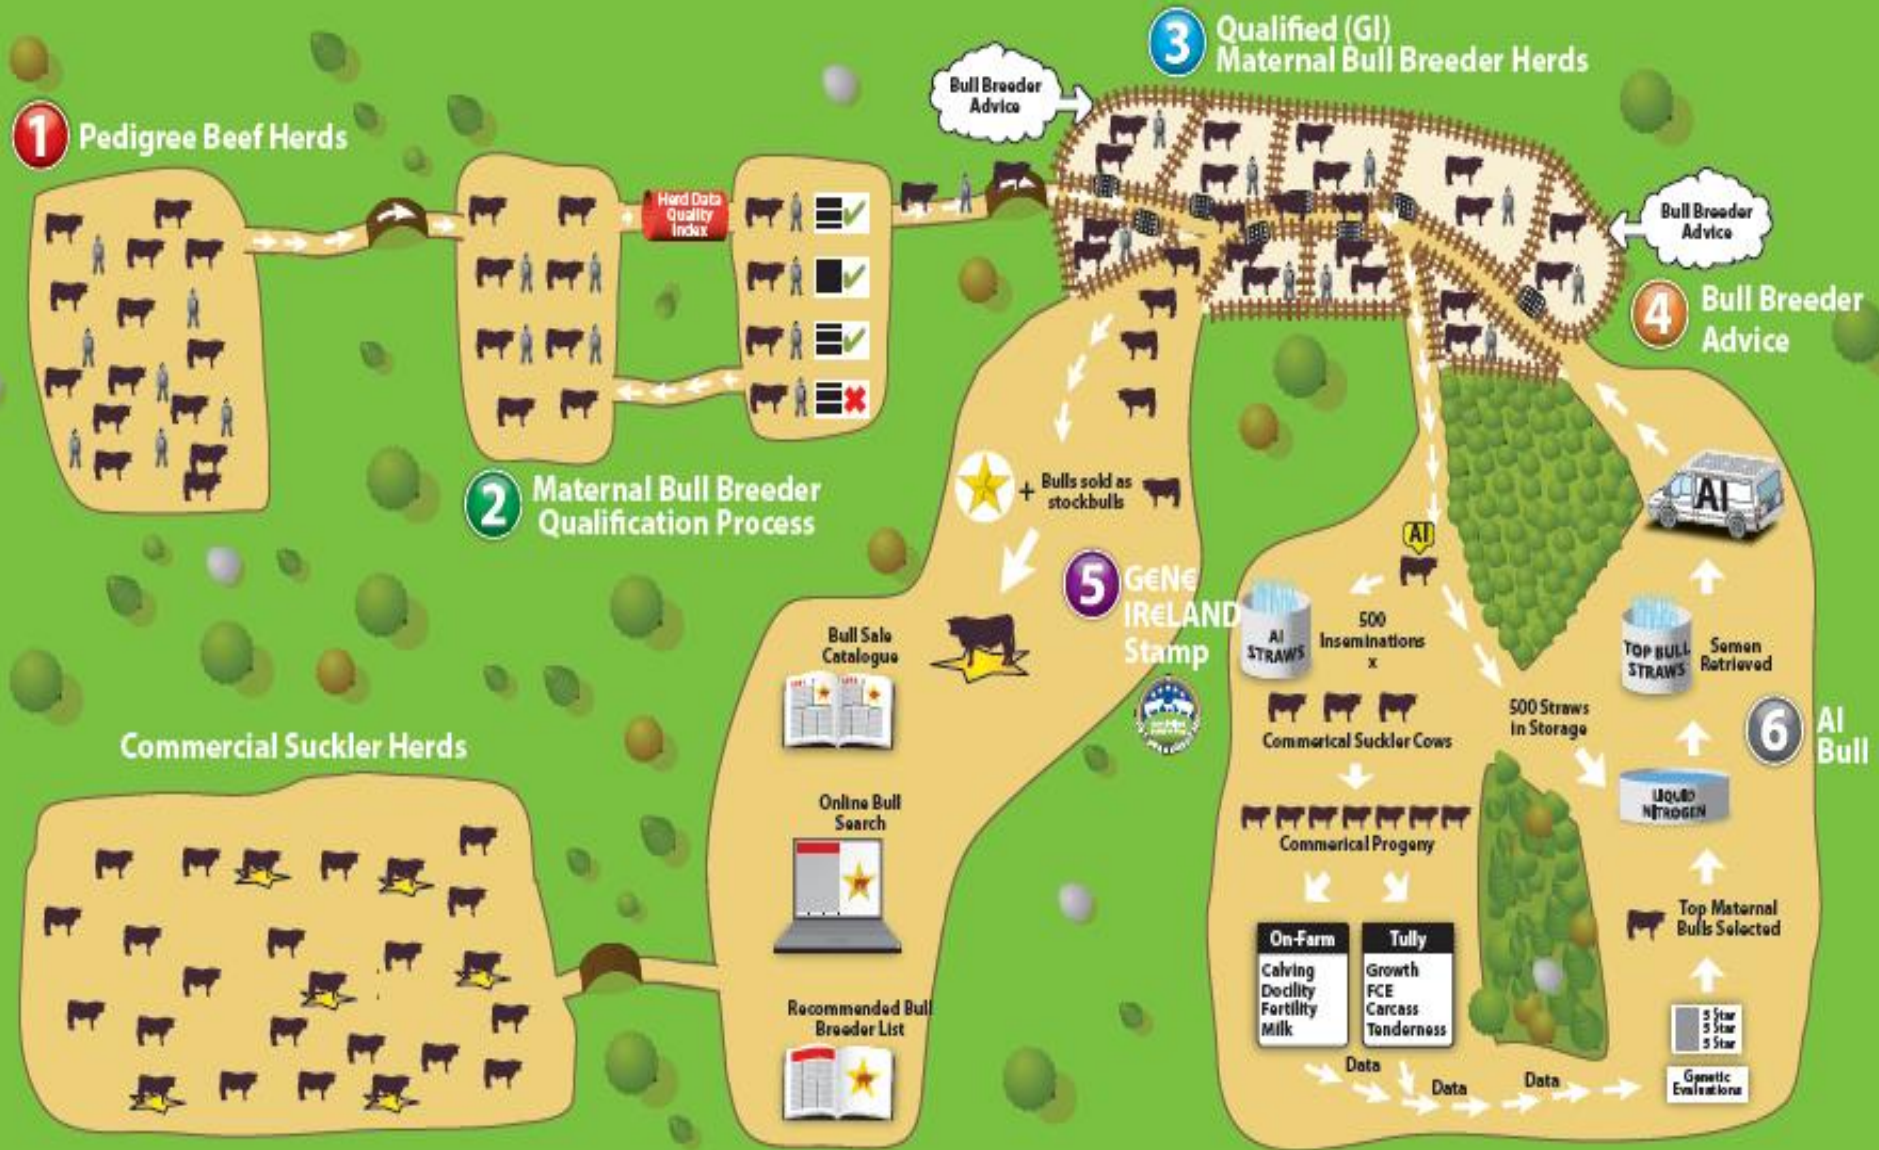 1 Pedigree Beef Herds
Herd Data
Quality
Index
2 Maternal Bull Breeder
Qualification Process
3 Qualified (GI)
Maternal Bull Breeder Herds
Bull Breeder
Advice
Bull Breeder
Advice
4 Bull Breeder
Advice
+ Bulls sold as
stockbulls
5 G€N€
IR€LAND
Stamp
Bull Sale
Catalogue
Online Bull
Search
Recommended Bull
Breeder List
Commercial Suckler Herds
AI
AI
STRAWS
500
Inseminations
x
Commerical Suckler Cows
Commerical Progeny
On-Farm
Calving
Docility
Fertility
Milk
Tully
Growth
FCE
Carcass
Tenderness
Data
Data
Data
Genetic
Evaluations
5 Star
5 Star
5 Star
Top Maternal
Bulls Selected
500 Straws
in Storage
LIQUID
NITROGEN
TOP BULL
STRAWS
Semen
Retrieved
AI
6 AI
Bull